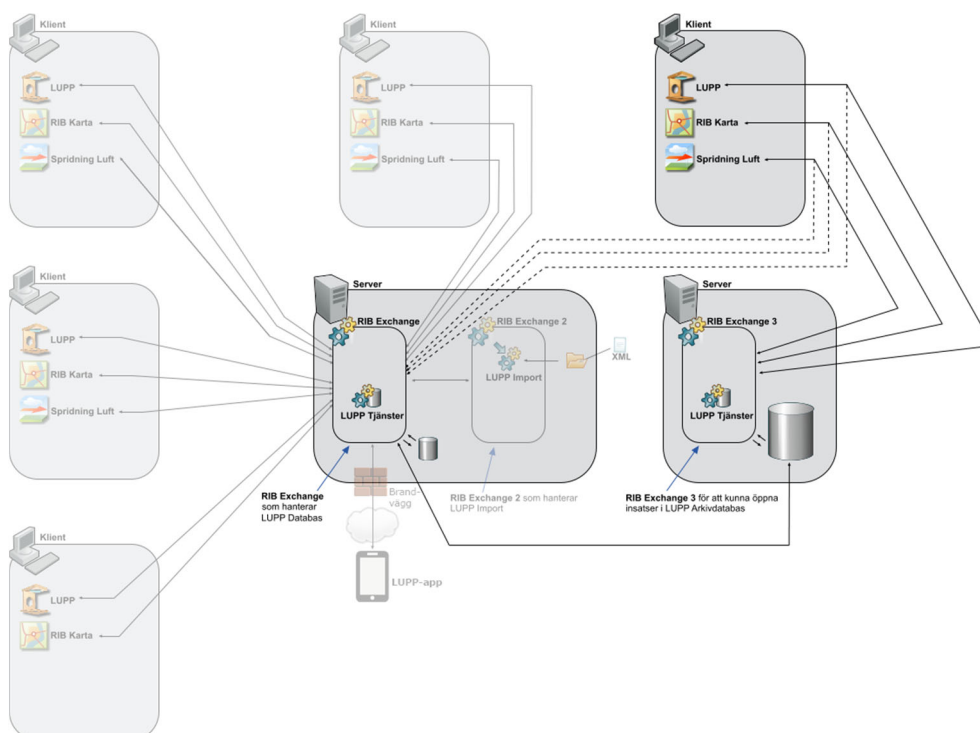 Klient
LUPP
RIB Karta
Spridning Luft
Klient
LUPP
RIB Karta
Spridning Luft
Klient
LUPP
RIB Karta
Spridning Luft
Klient
LUPP
RIB Karta
Spridning Luft
Server
RIB Exchange
LUPP Tjänster
RIB Exchange 2
LUPP Import
XML
Server
RIB Exchange 3
LUPP Tjänster
RIB Exchange
som hanterar
LUPP Databas
Brand-
vägg
RIB Exchange 2 som hanterar
LUPP Import
RIB Exchange 3 för att kunna öppna
insatser i LUPP Arkivdatabas
LUPP-app
Klient
LUPP
RIB Karta